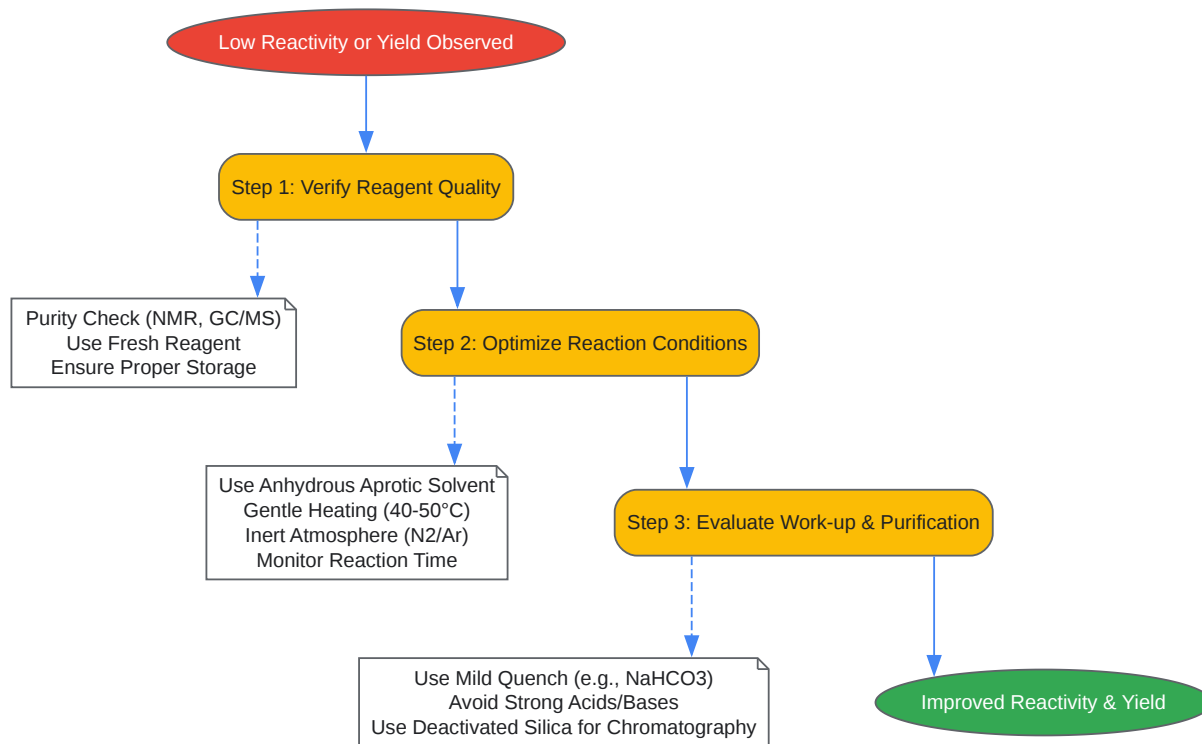 Low Reactivity or Yield Observed
Step 1: Verify Reagent Quality
Purity Check (NMR, GC/MS)
Use Fresh Reagent
Ensure Proper Storage
Step 2: Optimize Reaction Conditions
Use Anhydrous Aprotic Solvent
Gentle Heating (40-50°C)
Inert Atmosphere (N2/Ar)
Monitor Reaction Time
Step 3: Evaluate Work-up & Purification
Use Mild Quench (e.g., NaHCO3)
Avoid Strong Acids/Bases
Use Deactivated Silica for Chromatography
Improved Reactivity & Yield